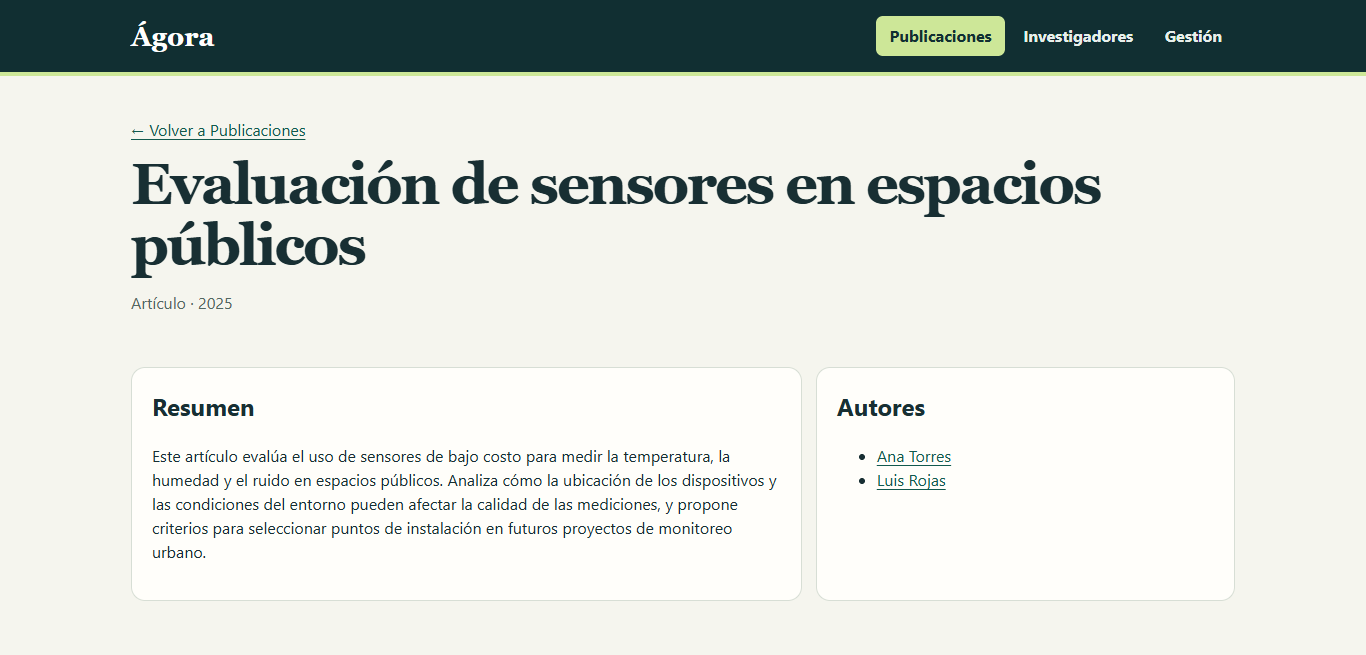 Ágora
Publicaciones
Investigadores
Gestión
← Volver a Publicaciones
Evaluación de sensores en espacios
públicos
Artículo · 2025
Resumen
Este artículo evalúa el uso de sensores de bajo costo para medir la temperatura, la
humedad y el ruido en espacios públicos. Analiza cómo la ubicación de los dispositivos y
las condiciones del entorno pueden afectar la calidad de las mediciones, y propone
criterios para seleccionar puntos de instalación en futuros proyectos de monitoreo
urbano.
Autores
Ana Torres
Luis Rojas